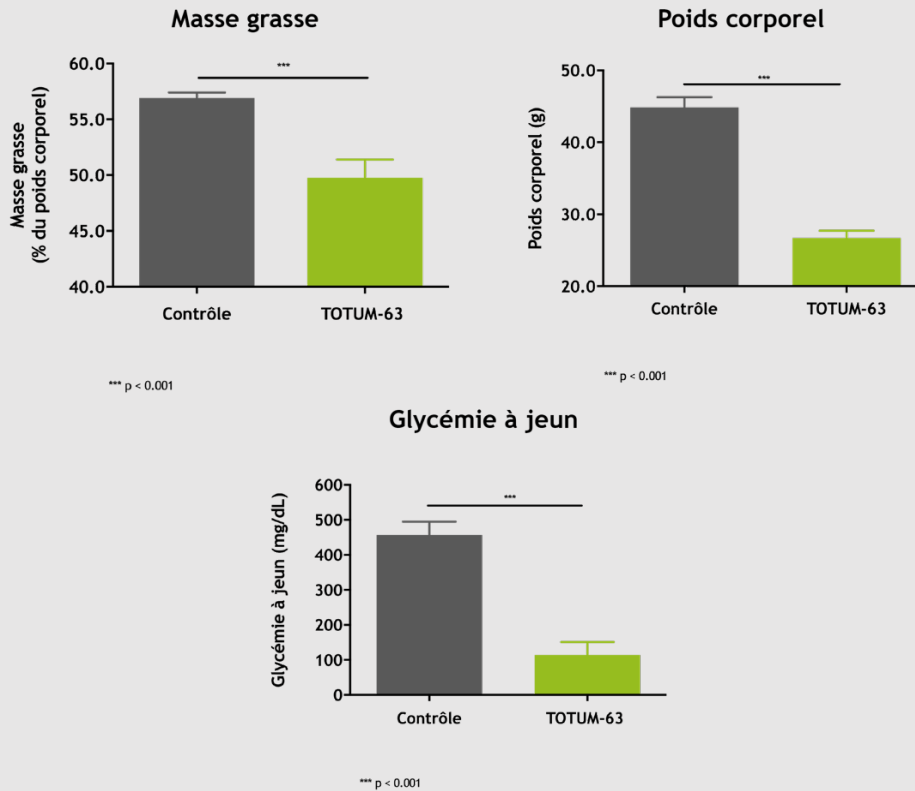 Masse grasse
Masse grasse
(% du poids corporel)
60.0
55.0
50.0
45.0
40.0
***
Contrôle
TOTUM-63
*** p < 0.001
Poids corporel
Poids corporel (g)
50.0
40.0
30.0
20.0
***
Contrôle
TOTUM-63
*** p < 0.001
Glycémie à jeun
Glycémie à jeun (mg/dL)
600
500
400
300
200
100
0
***
Contrôle
TOTUM-63
*** p < 0.001